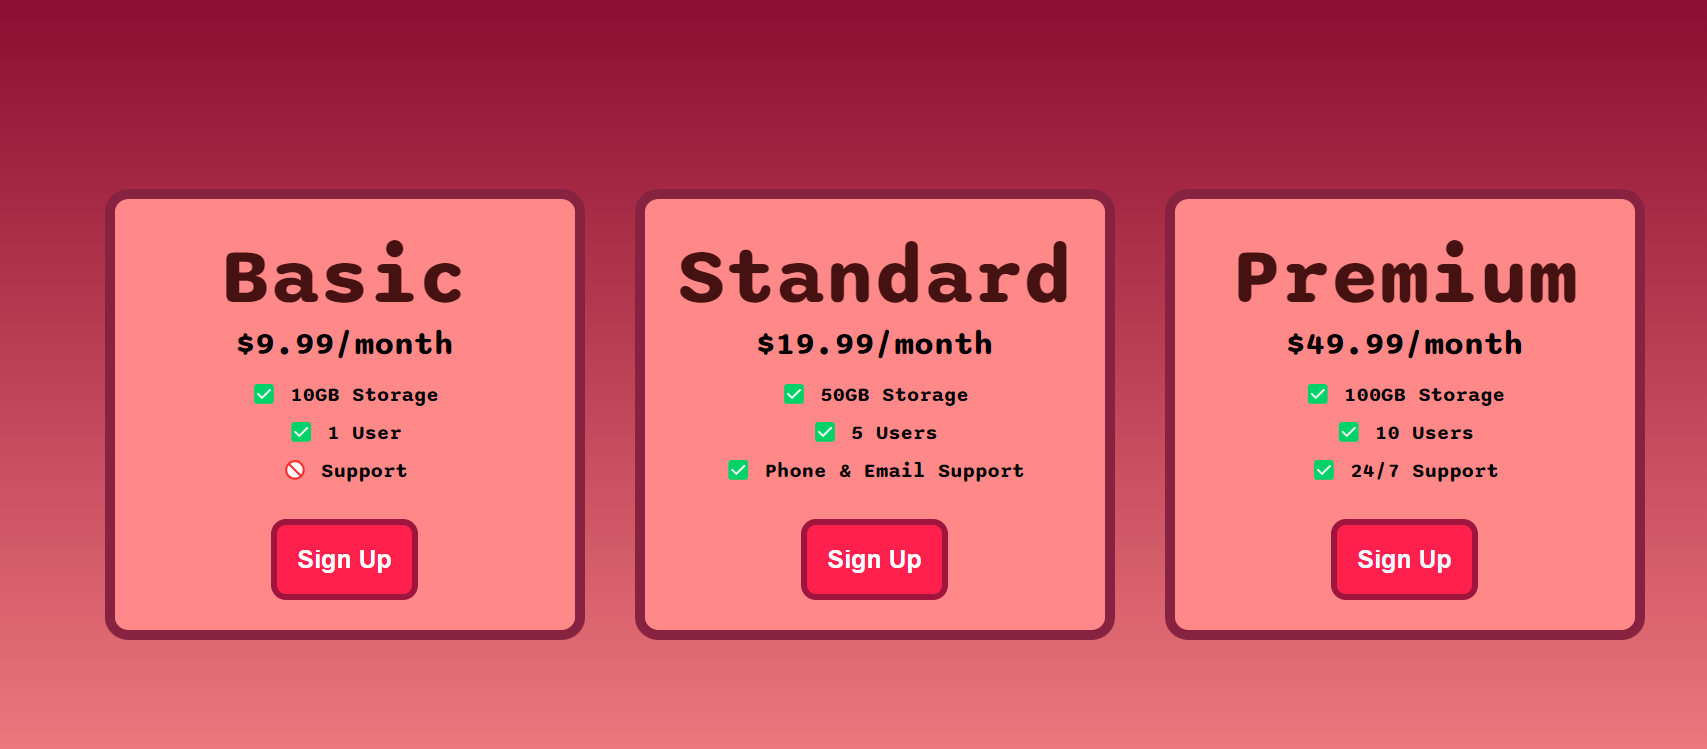 Basic
$9.99/month
✅ 10GB Storage
✅ 1 User
🚫 Support
Sign Up
Standard
$19.99/month
✅ 50GB Storage
✅ 5 Users
✅ Phone & Email Support
Sign Up
Premium
$49.99/month
✅ 100GB Storage
✅ 10 Users
✅ 24/7 Support
Sign Up